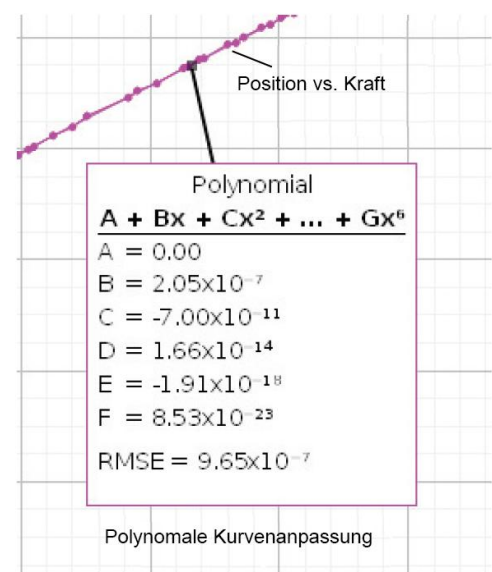 Position vs. Kraft
Polynomial
A + Bx + Cx² + ... + Gx⁶
A = 0.00
B = 2.05x10⁻⁷
C = -7.00x10⁻¹¹
D = 1.66x10⁻¹⁴
E = -1.91x10⁻¹⁸
F = 8.53x10⁻²³
RMSE = 9.65x10⁻⁷
Polynomale Kurvenanpassung